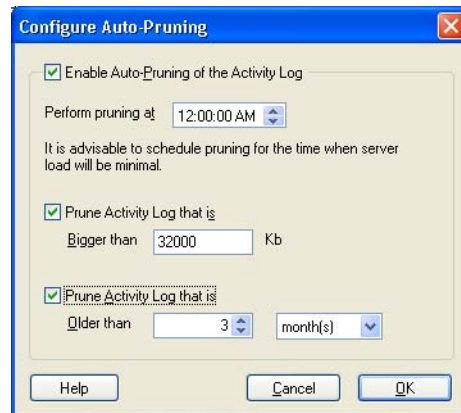 Configure Auto-Pruning
Enable Auto-Pruning of the Activity Log
Perform pruning at 12:00:00 AM
It is advisable to schedule pruning for the time when server
load will be minimal.
Prune Activity Log that is
Bigger than 32000 Kb
Prune Activity Log that is
Older than 3 month(s)
Help Cancel OK